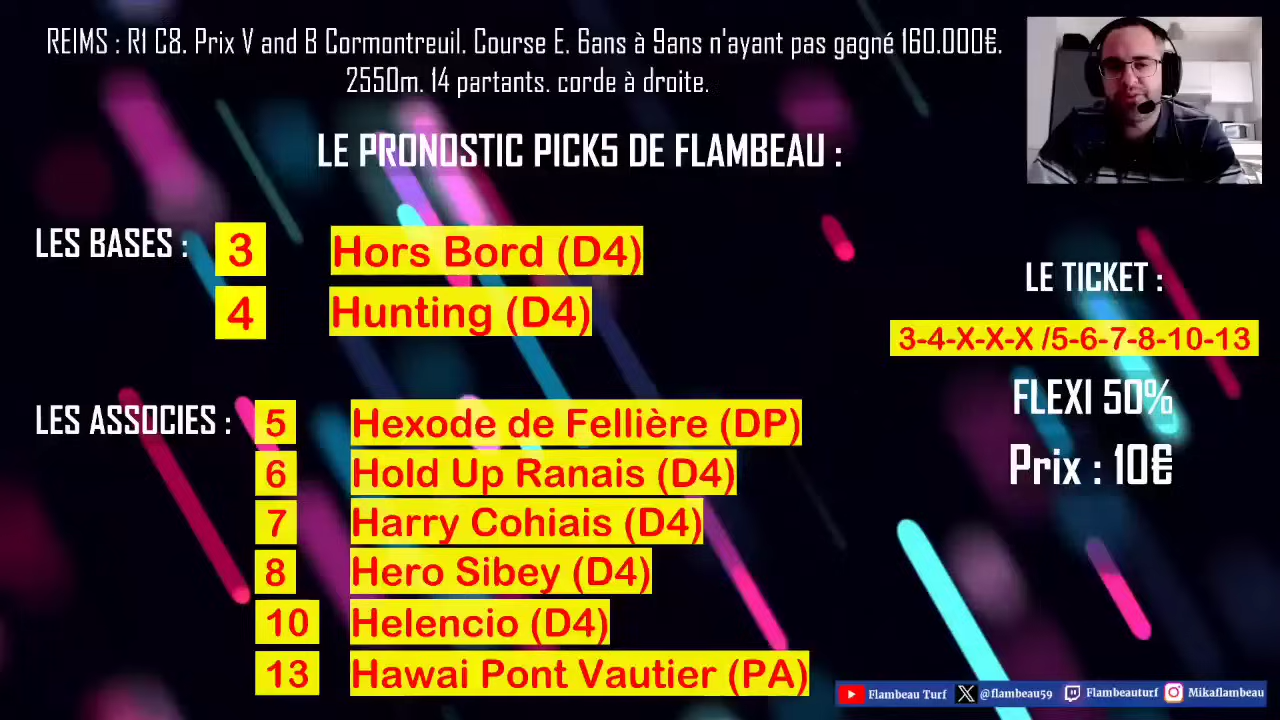 REIMS : R1 C8. Prix V and B Cormontreuil. Course E. 6ans à 9ans n'ayant pas gagné 160.000€.
2550m. 14 partants. corde à droite.
LE PRONOSTIC PICK5 DE FLAMBEAU :
LES BASES :
3 Hors Bord (D4)
4 Hunting (D4)
LES ASSOCIES :
5 Hexode de Fellière (DP)
6 Hold Up Ranais (D4)
7 Harry Cohiais (D4)
8 Hero Sibey (D4)
10 Helencio (D4)
13 Hawai Pont Vautier (PA)
LE TICKET :
3-4-X-X-X /5-6-7-8-10-13
FLEXI 50%
Prix : 10€
Flambeau Turf @flambeau59 Flambeauturf Mikaflambeau